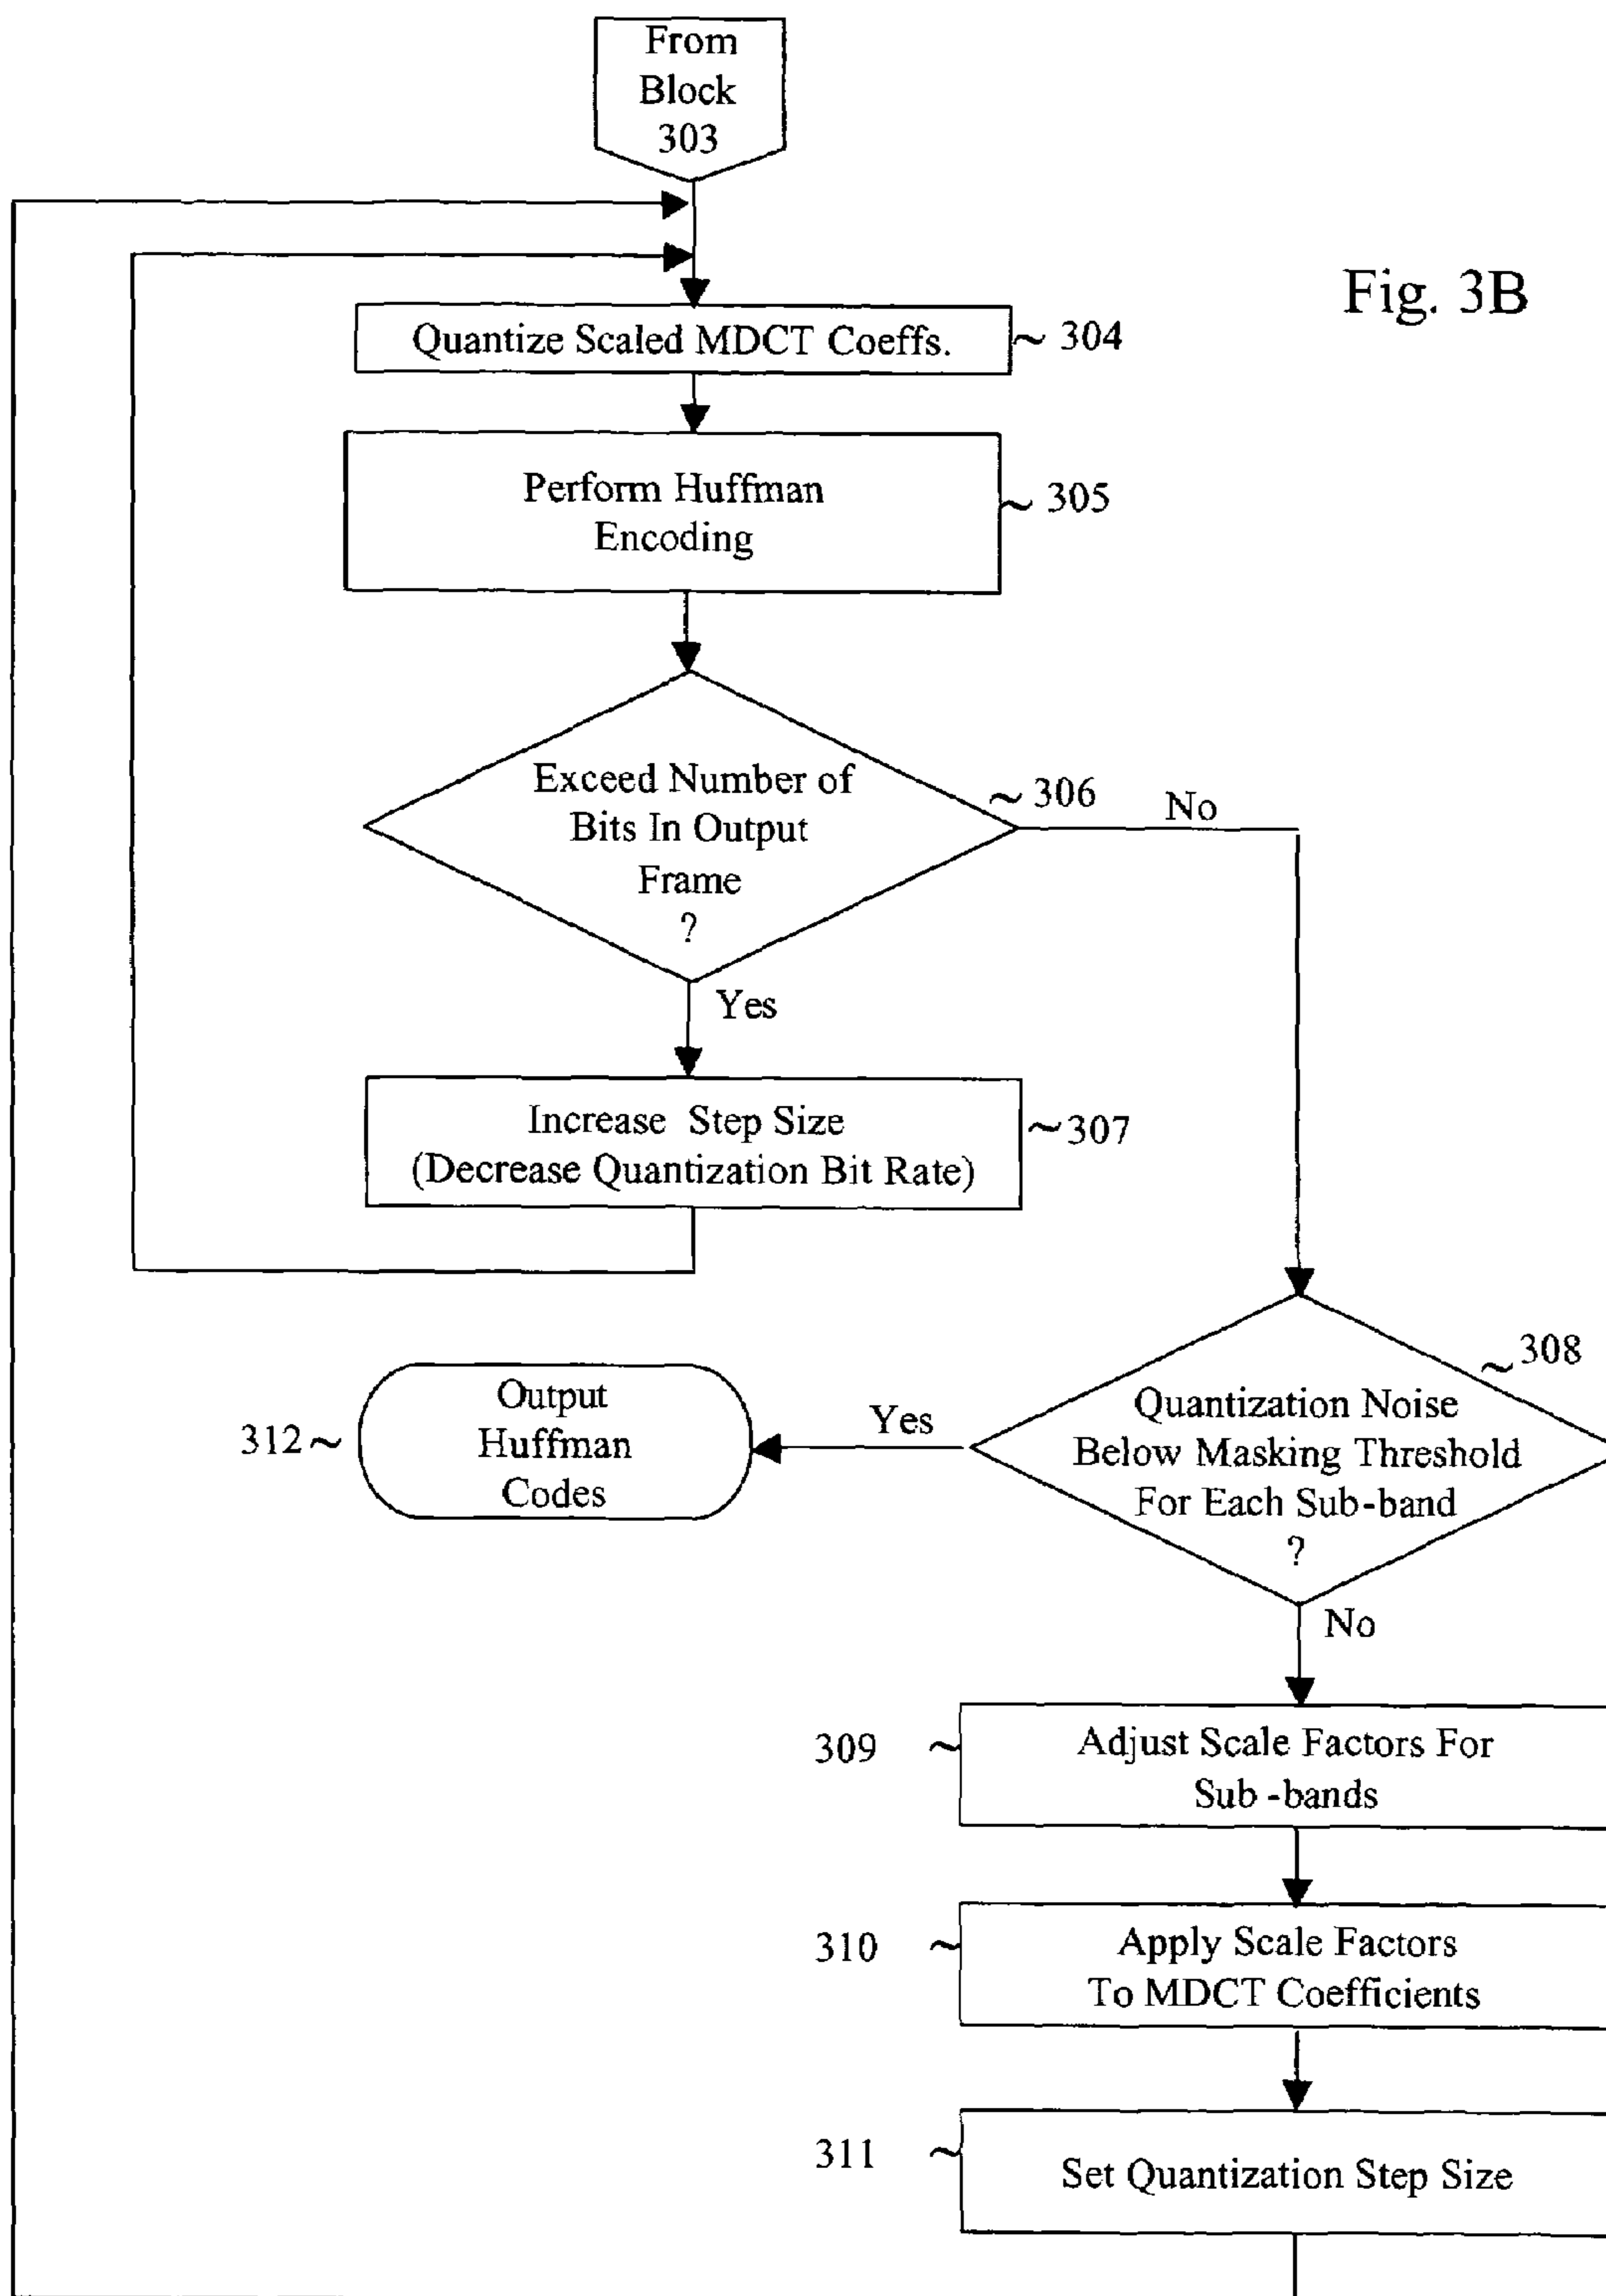 From
Block
303
Fig. 3B
Quantize Scaled MDCT Coeffs.
304
Perform Huffman
Encoding
305
Exceed Number of
Bits In Output
Frame
?
306
No
Yes
Increase Step Size
(Decrease Quantization Bit Rate)
307
308
Quantization Noise
Below Masking Threshold
For Each Sub-band
?
Yes
Output
Huffman
Codes
312
No
309
Adjust Scale Factors For
Sub -bands
310
Apply Scale Factors
To MDCT Coefficients
311
Set Quantization Step Size